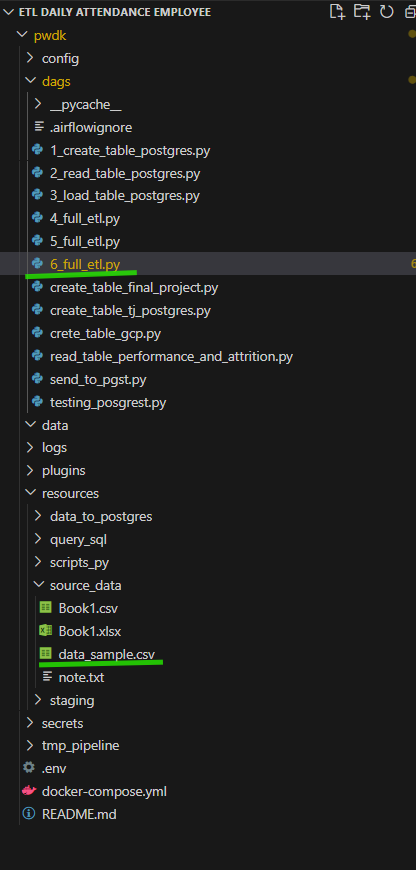 ETL DAILY ATTENDANCE EMPLOYEE
pwdk
config
dags
__pycache__
.airflowignore
1_create_table_postgres.py
2_read_table_postgres.py
3_load_table_postgres.py
4_full_etl.py
5_full_etl.py
6_full_etl.py 6
create_table_final_project.py
create_table_tj_postgres.py
crete_table_gcp.py
read_table_performance_and_attrition.py
send_to_pgst.py
testing_posgrest.py
data
logs
plugins
resources
data_to_postgres
query_sql
scripts_py
source_data
Book1.csv
Book1.xlsx
data_sample.csv
note.txt
staging
secrets
tmp_pipeline
.env
docker-compose.yml
README.md